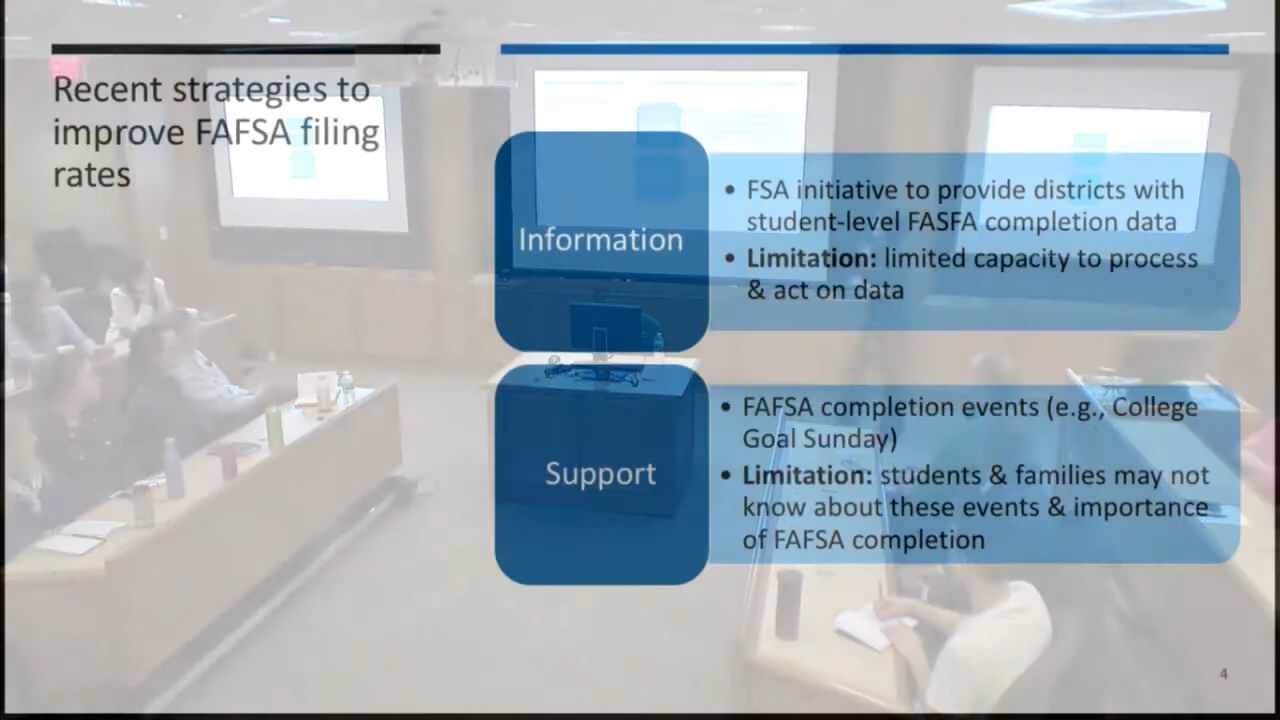 Recent strategies to
improve FAFSA filing
rates
Information
• FSA initiative to provide districts with
student-level FASFA completion data
• Limitation: limited capacity to process
& act on data
Support
• FAFSA completion events (e.g., College
Goal Sunday)
• Limitation: students & families may not
know about these events & importance
of FAFSA completion
4